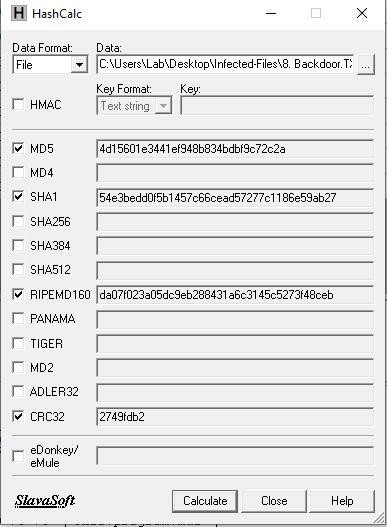 HashCalc
Data Format: Data:
File C:\Users\Lab\Desktop\Infected-Files\8. Backdoor.TX ...
Key Format: Key:
HMAC Text string
MD5 4d15601e3441ef948b834bdbf9c72c2a
MD4
SHA1 54e3bedd0f5b1457c66cead57277c1186e59ab27
SHA256
SHA384
SHA512
RIPEMD160 da07f023a05dc9eb288431a6c3145c5273f48ceb
PANAMA
TIGER
MD2
ADLER32
CRC32 2749fdb2
eDonkey/
eMule
SlavaSoft Calculate Close Help